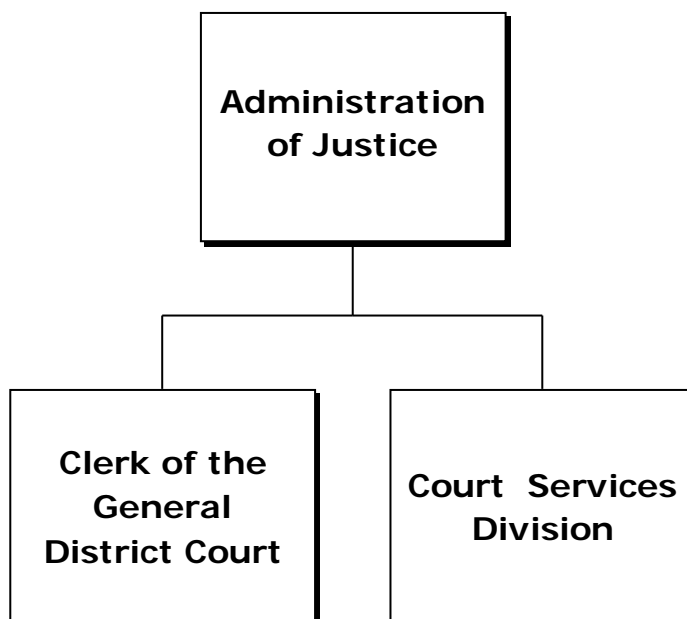 Administration
of Justice
Clerk of the
General
District Court
Court Services
Division